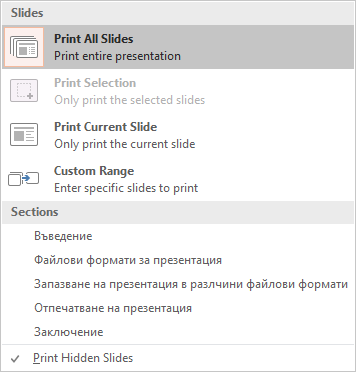 Slides
Print All Slides
Print entire presentation
Print Selection
Only print the selected slides
Print Current Slide
Only print the current slide
Custom Range
Enter specific slides to print
Sections
Въведение
Файлови формати за презентация
Запазване на презентация в разлчини файлови формати
Отпечатване на презентация
Заключение
Print Hidden Slides